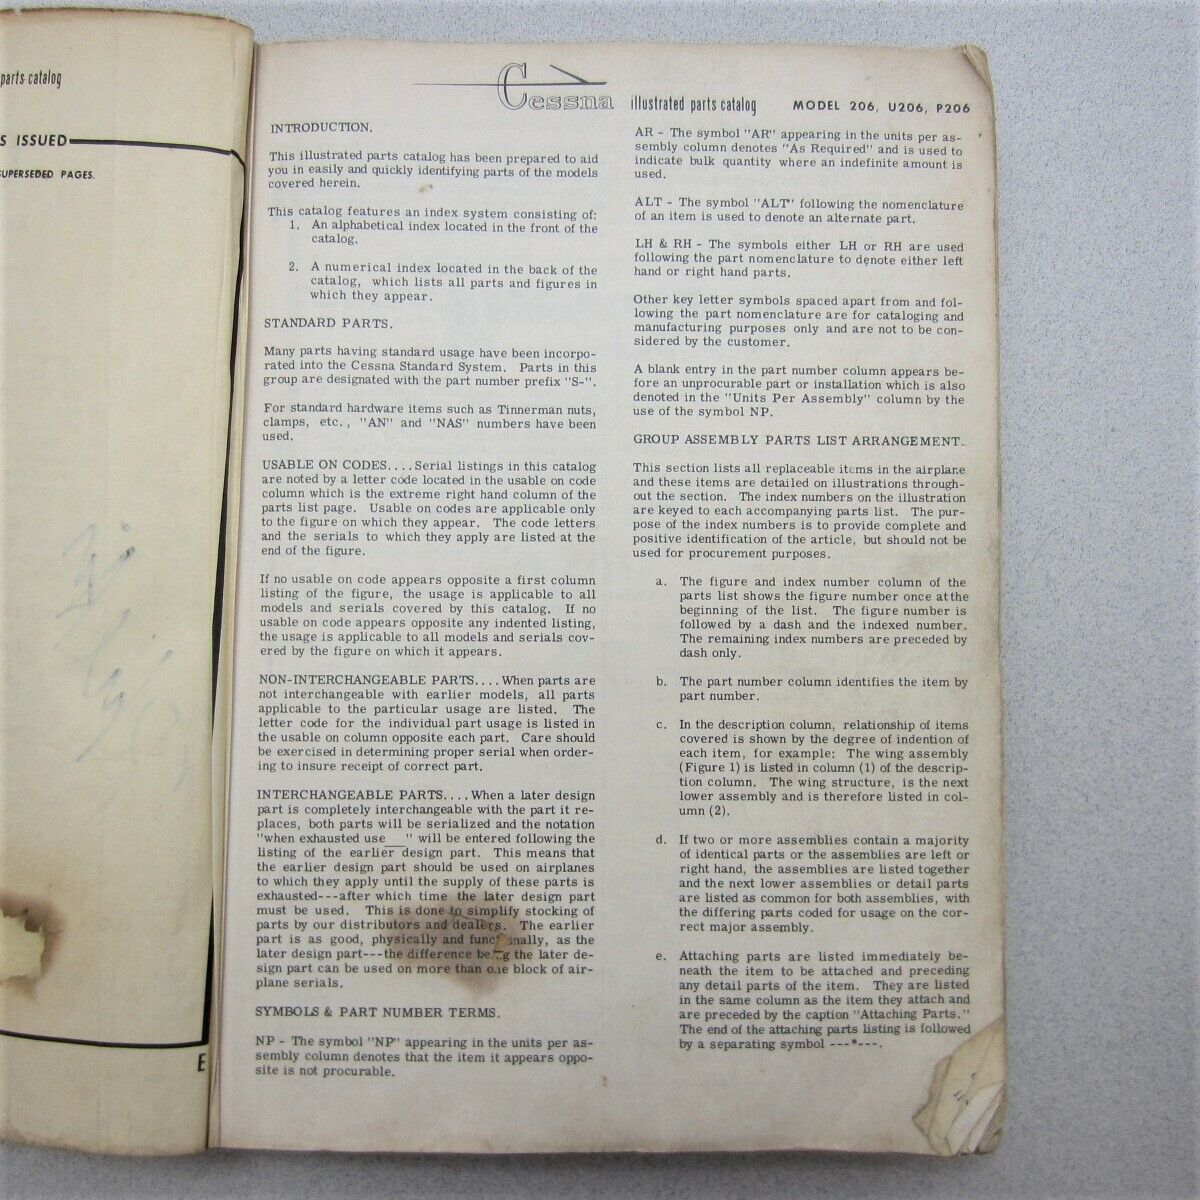 parts catalog
S ISSUED
SUPERSEDED PAGES.
E
Cessna illustrated parts catalog MODEL 206, U206, P206
INTRODUCTION.
This illustrated parts catalog has been prepared to aid
you in easily and quickly identifying parts of the models
covered herein.
This catalog features an index system consisting of:
1. An alphabetical index located in the front of the
catalog.
2. A numerical index located in the back of the
catalog, which lists all parts and figures in
which they appear.
STANDARD PARTS.
Many parts having standard usage have been incorpo-
rated into the Cessna Standard System. Parts in this
group are designated with the part number prefix "S-".
For standard hardware items such as Tinnerman nuts,
clamps, etc., "AN" and "NAS" numbers have been
used.
USABLE ON CODES.... Serial listings in this catalog
are noted by a letter code located in the usable on code
column which is the extreme right hand column of the
parts list page. Usable on codes are applicable only
to the figure on which they appear. The code letters
and the serials to which they apply are listed at the
end of the figure.
If no usable on code appears opposite a first column
listing of the figure, the usage is applicable to all
models and serials covered by this catalog. If no
usable on code appears opposite any indented listing,
the usage is applicable to all models and serials cov-
ered by the figure on which it appears.
NON-INTERCHANGEABLE PARTS.... When parts are
not interchangeable with earlier models, all parts
applicable to the particular usage are listed. The
letter code for the individual part usage is listed in
the usable on column opposite each part. Care should
be exercised in determining proper serial when order-
ing to insure receipt of correct part.
INTERCHANGEABLE PARTS.... When a later design
part is completely interchangeable with the part it re-
places, both parts will be serialized and the notation
"when exhausted use___" will be entered following the
listing of the earlier design part. This means that
the earlier design part should be used on airplanes
to which they apply until the supply of these parts is
exhausted---after which time the later design part
must be used. This is done to simplify stocking of
parts by our distributors and dealers. The earlier
part is as good, physically and functionally, as the
later design part---the difference being the later de-
sign part can be used on more than one block of air-
plane serials.
SYMBOLS & PART NUMBER TERMS.
NP - The symbol "NP" appearing in the units per as-
sembly column denotes that the item it appears oppo-
site is not procurable.
AR - The symbol "AR" appearing in the units per as-
sembly column denotes "As Required" and is used to
indicate bulk quantity where an indefinite amount is
used.
ALT - The symbol "ALT" following the nomenclature
of an item is used to denote an alternate part.
LH & RH - The symbols either LH or RH are used
following the part nomenclature to denote either left
hand or right hand parts.
Other key letter symbols spaced apart from and fol-
lowing the part nomenclature are for cataloging and
manufacturing purposes only and are not to be con-
sidered by the customer.
A blank entry in the part number column appears be-
fore an unprocurable part or installation which is also
denoted in the "Units Per Assembly" column by the
use of the symbol NP.
GROUP ASSEMBLY PARTS LIST ARRANGEMENT..
This section lists all replaceable items in the airplane
and these items are detailed on illustrations through-
out the section. The index numbers on the illustration
are keyed to each accompanying parts list. The pur-
pose of the index numbers is to provide complete and
positive identification of the article, but should not be
used for procurement purposes.
a. The figure and index number column of the
parts list shows the figure number once at the
beginning of the list. The figure number is
followed by a dash and the indexed number.
The remaining index numbers are preceded by
dash only.
b. The part number column identifies the item by
part number.
c. In the description column, relationship of items
covered is shown by the degree of indention of
each item, for example: The wing assembly
(Figure 1) is listed in column (1) of the descrip-
tion column. The wing structure, is the next
lower assembly and is therefore listed in col-
umn (2).
d. If two or more assemblies contain a majority
of identical parts or the assemblies are left or
right hand, the assemblies are listed together
and the next lower assemblies or detail parts
are listed as common for both assemblies, with
the differing parts coded for usage on the cor-
rect major assembly.
e. Attaching parts are listed immediately be-
neath the item to be attached and preceding
any detail parts of the item. They are listed
in the same column as the item they attach and
are preceded by the caption "Attaching Parts."
The end of the attaching parts listing is followed
by a separating symbol ---*---.